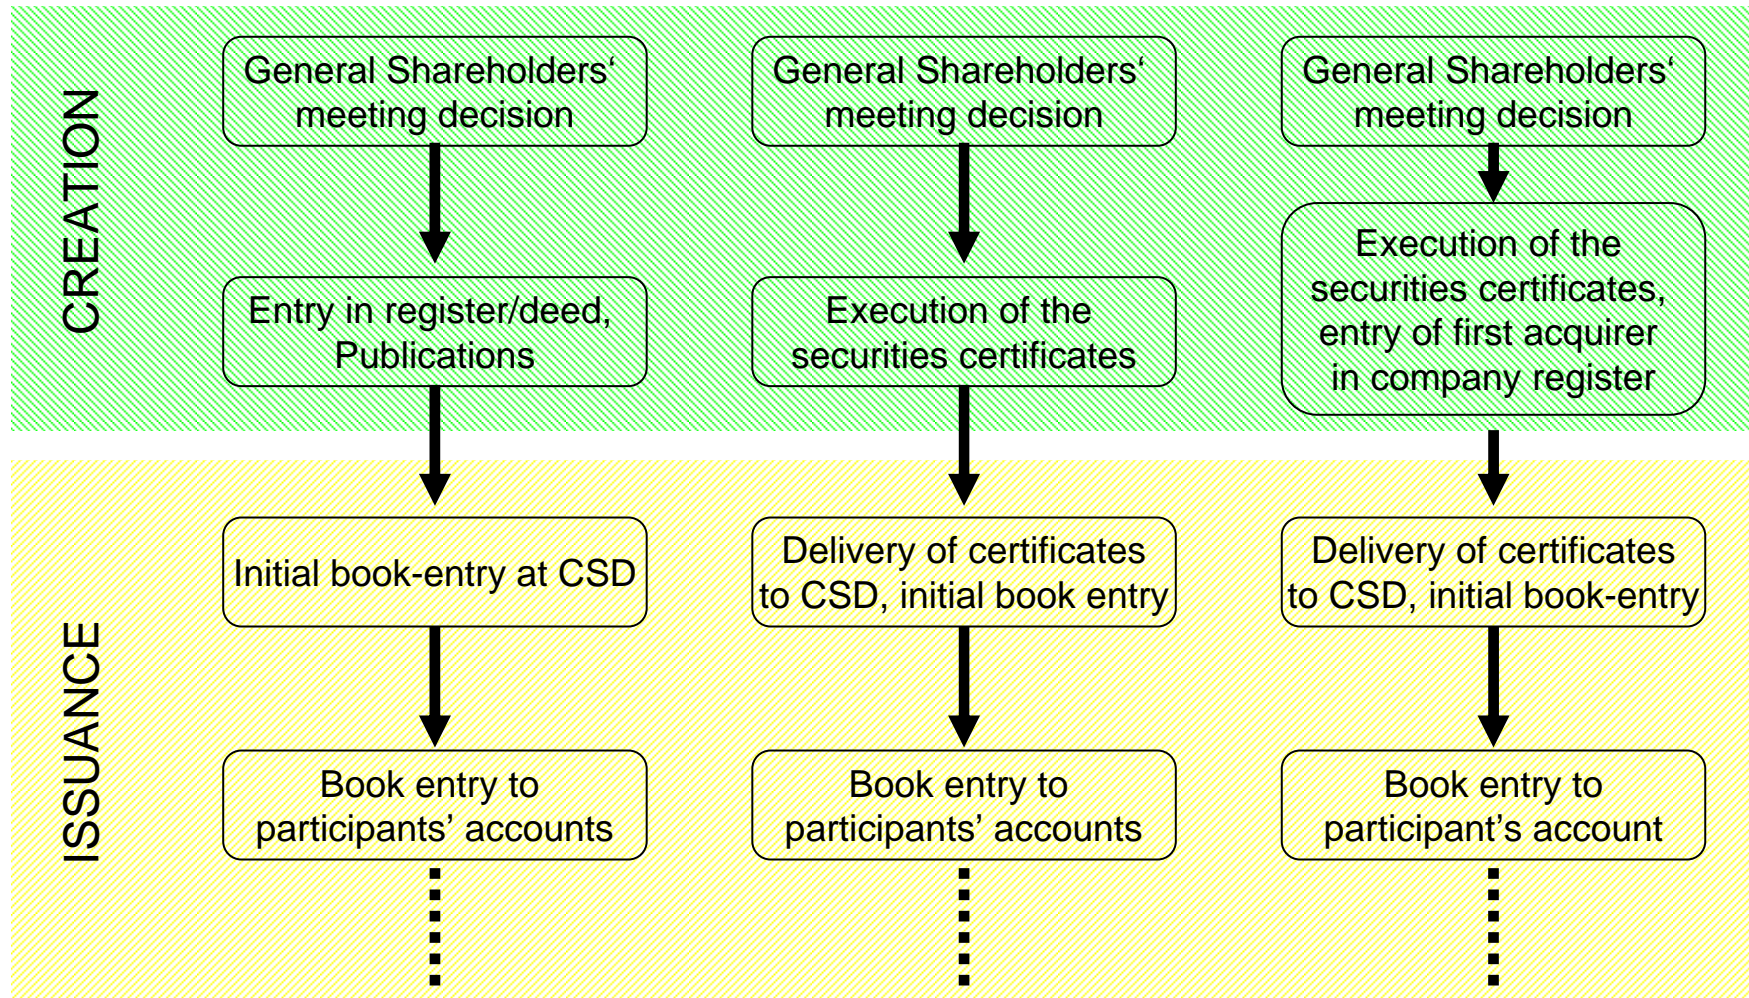 CREATION
General Shareholders‘
meeting decision
General Shareholders‘
meeting decision
General Shareholders‘
meeting decision
Entry in register/deed,
Publications
Execution of the
securities certificates
Execution of the
securities certificates,
entry of first acquirer
in company register
ISSUANCE
Initial book-entry at CSD
Delivery of certificates
to CSD, initial book entry
Delivery of certificates
to CSD, initial book-entry
Book entry to
participants’ accounts
Book entry to
participants’ accounts
Book entry to
participant’s account